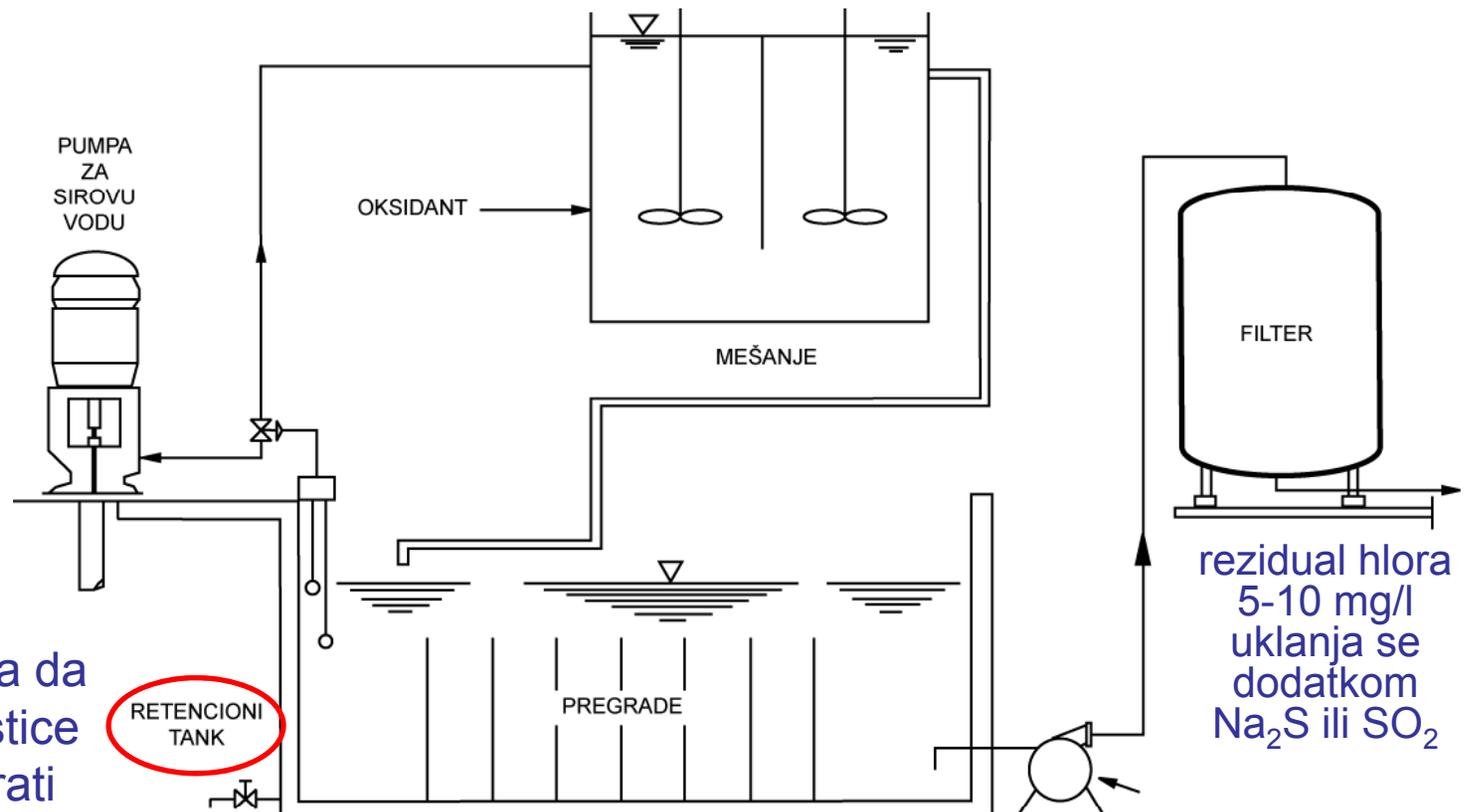 PUMPA
ZA
SIROVU
VODU
OKSIDANT
MEŠANJE
FILTER
rezidual hlora
5-10 mg/l
uklanja se
dodatkom
Na₂S ili SO₂
a da
stice
rati
RETENCIONI
TANK
PREGRADE